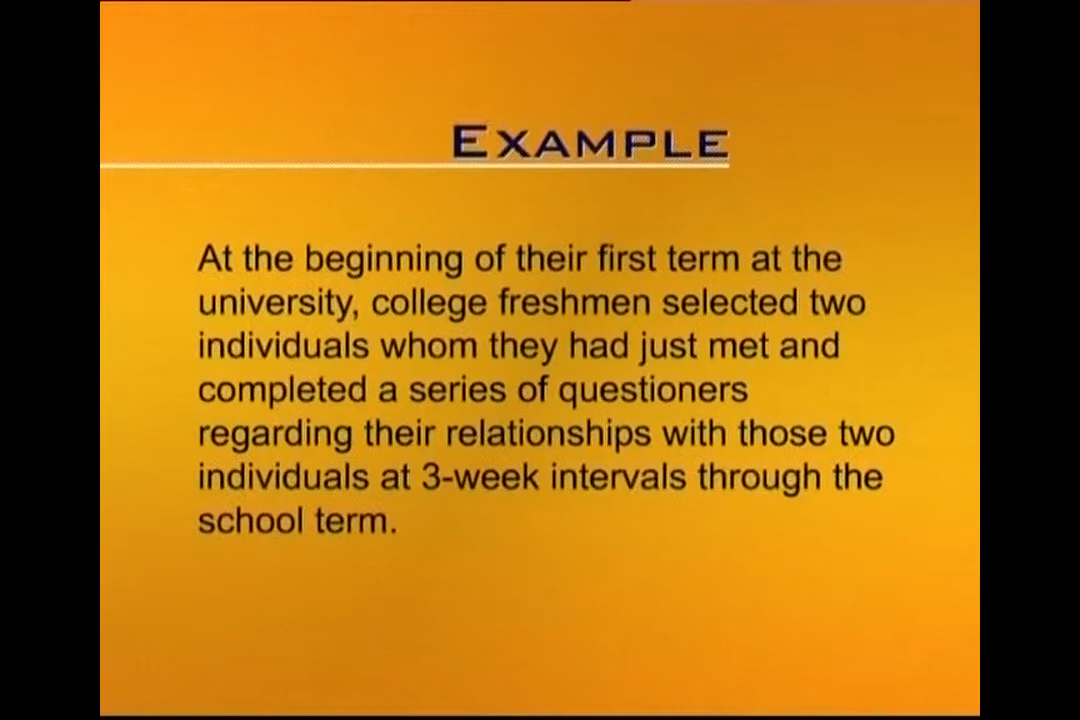 EXAMPLE
At the beginning of their first term at the
university, college freshmen selected two
individuals whom they had just met and
completed a series of questioners
regarding their relationships with those two
individuals at 3-week intervals through the
school term.